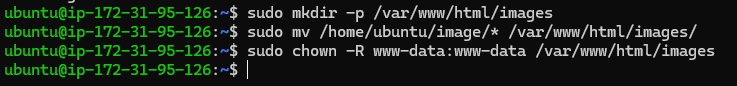 ubuntu@ip-172-31-95-126:~$ sudo mkdir -p /var/www/html/images
ubuntu@ip-172-31-95-126:~$ sudo mv /home/ubuntu/image/* /var/www/html/images/
ubuntu@ip-172-31-95-126:~$ sudo chown -R www-data:www-data /var/www/html/images
ubuntu@ip-172-31-95-126:~$